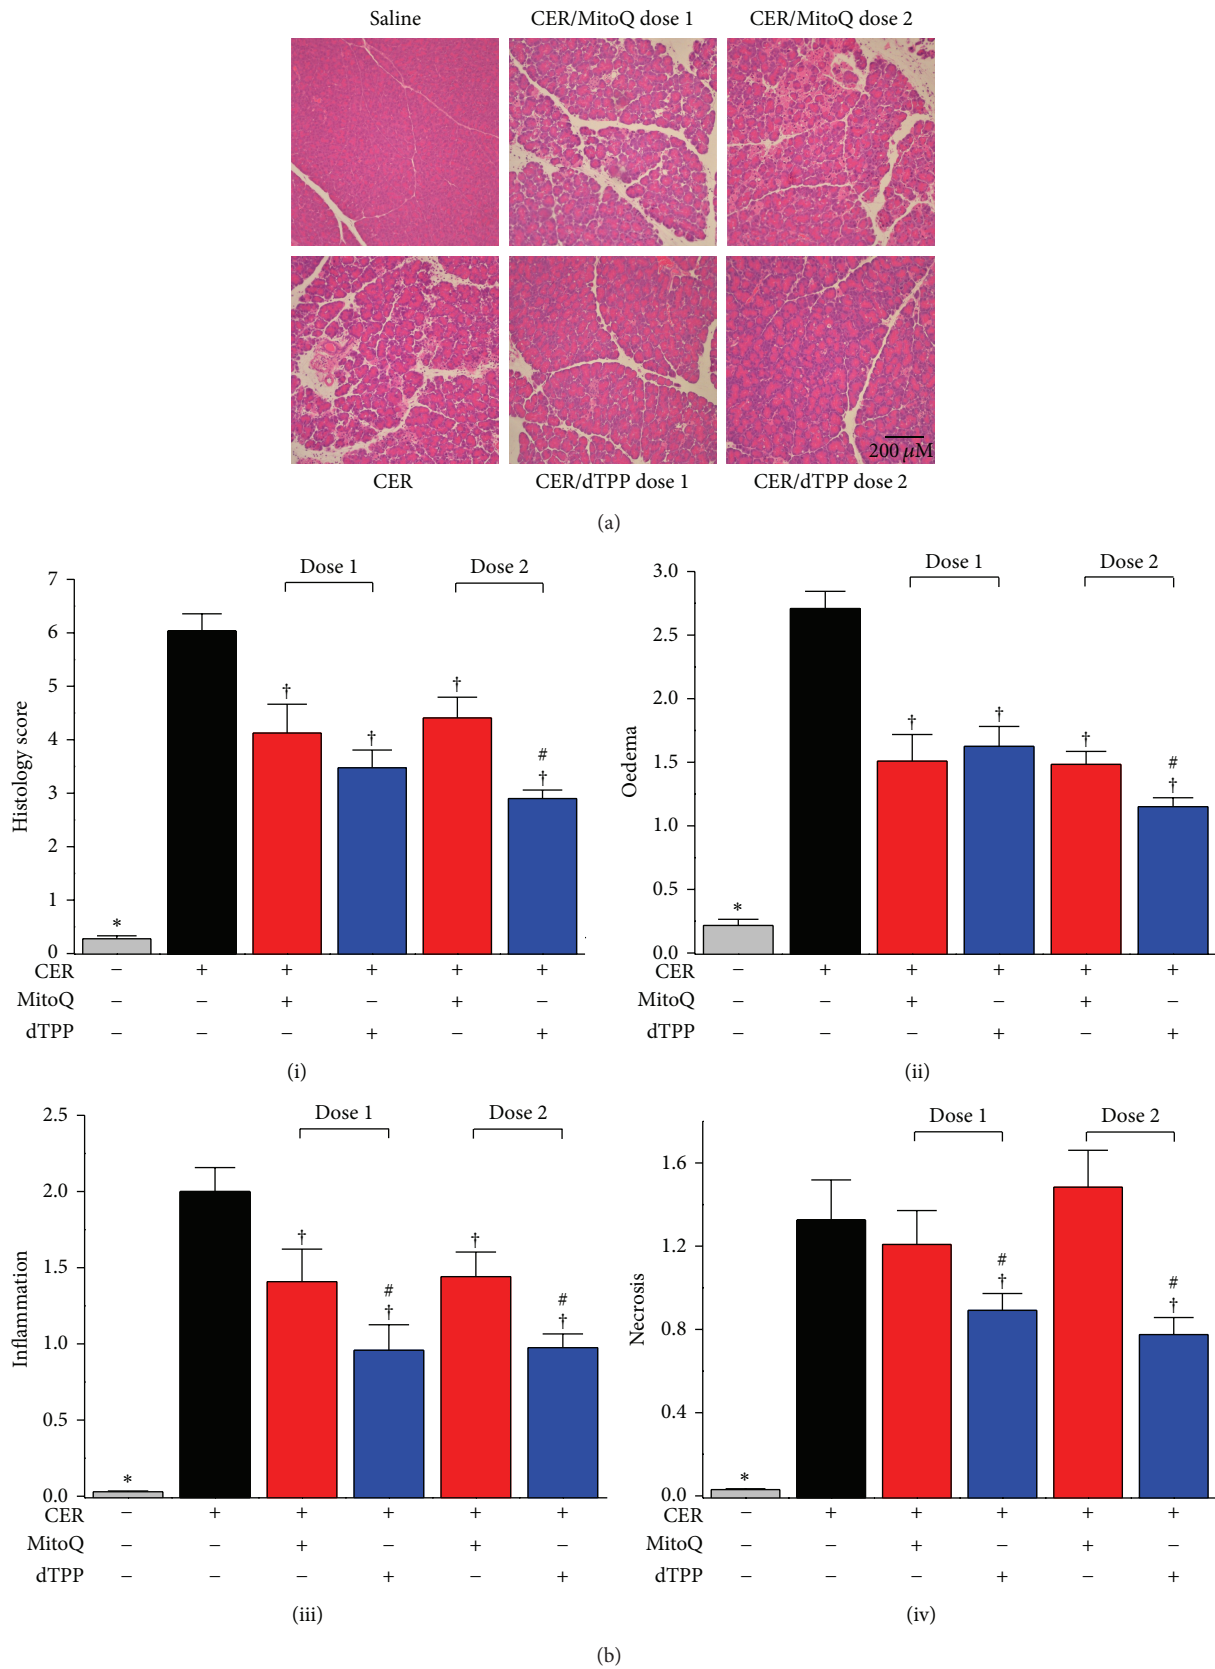 Saline CER/MitoQ dose 1 CER/MitoQ dose 2
200 μM
CER CER/dTPP dose 1 CER/dTPP dose 2
(a)
Dose 1 Dose 2
Histology score
7
6
5
4
3
2
1
0
* † † † # †
CER − + + + + +
MitoQ − − + − + −
dTPP − − − + − +
(i)
Dose 1 Dose 2
Oedema
3.0
2.5
2.0
1.5
1.0
0.5
0.0
* † † † # †
CER − + + + + +
MitoQ − − + − + −
dTPP − − − + − +
(ii)
Dose 1 Dose 2
Inflammation
2.5
2.0
1.5
1.0
0.5
0.0
* † # † † # †
CER − + + + + +
MitoQ − − + − + −
dTPP − − − + − +
(iii)
Dose 1 Dose 2
Necrosis
1.6
1.2
0.8
0.4
0.0
* # † # †
CER − + + + + +
MitoQ − − + − + −
dTPP − − − + − +
(iv)
(b)